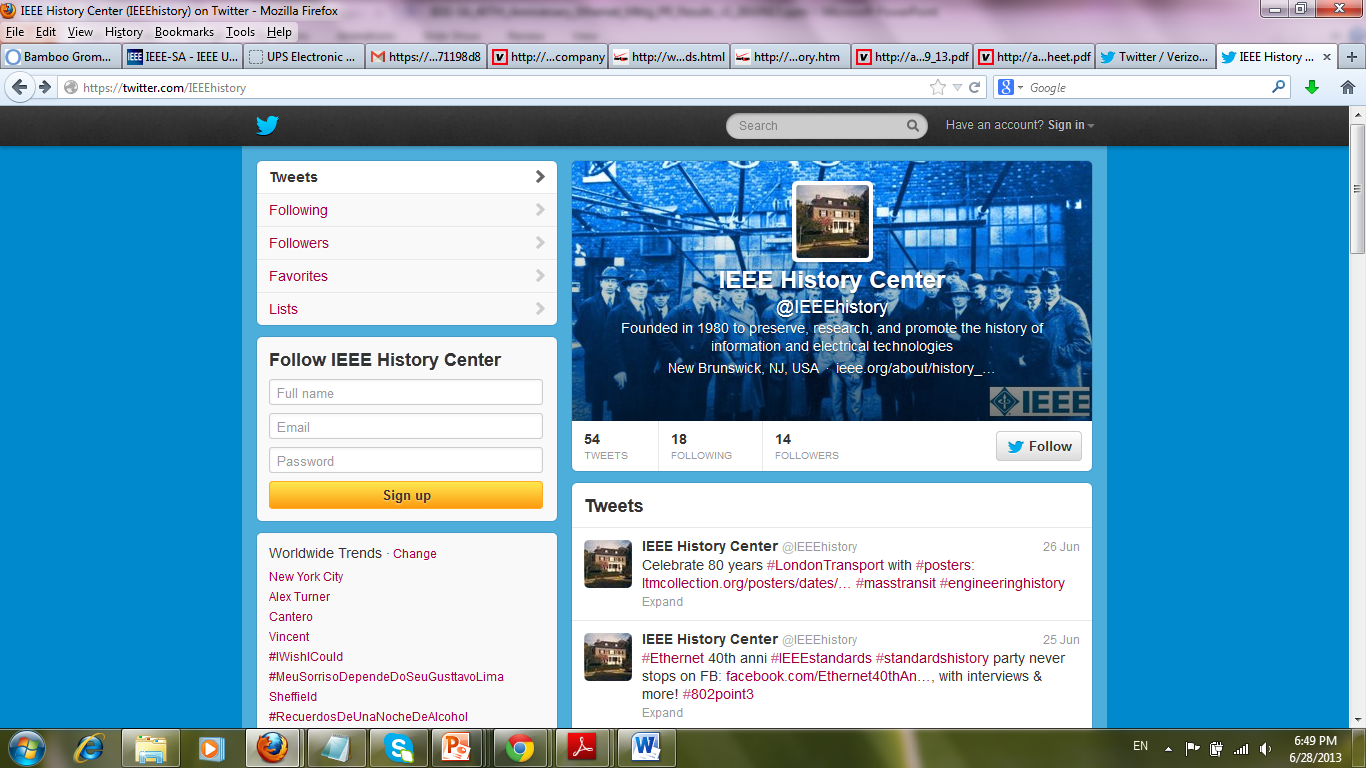 IEEE History Center (IEEEhistory) on Twitter - Mozilla Firefox
File Edit View History Bookmarks Tools Help
Bamboo Grom... IEEE-SA - IEEE U... UPS Electronic ... https:/...71198d8 http://...company http://w...ds.html http://...ory.htm http://a...9_13.pdf http://a...heet.pdf Twitter / Verizo... IEEE History ...
https://twitter.com/IEEEhistory
Google
Search
Have an account? Sign in
Tweets
Following
Followers
Favorites
Lists
Follow IEEE History Center
Full name
Email
Password
Sign up
Worldwide Trends · Change
New York City
Alex Turner
Cantero
Vincent
#IWishICould
#MeuSorrisoDependeDoSeuGusttavoLima
Sheffield
#RecuerdosDeUnaNocheDeAlcohol
IEEE History Center
@IEEEhistory
Founded in 1980 to preserve, research, and promote the history of
information and electrical technologies
New Brunswick, NJ, USA · ieee.org/about/history_...
IEEE
54 TWEETS
18 FOLLOWING
14 FOLLOWERS
Follow
Tweets
IEEE History Center @IEEEhistory 26 Jun
Celebrate 80 years #LondonTransport with #posters:
ltmcollection.org/posters/dates/... #masstransit #engineeringhistory
Expand
IEEE History Center @IEEEhistory 25 Jun
#Ethernet 40th anni #IEEEstandards #standardshistory party never
stops on FB: facebook.com/Ethernet40thAn..., with interviews &
more! #802point3
Expand
EN
6:49 PM
6/28/2013